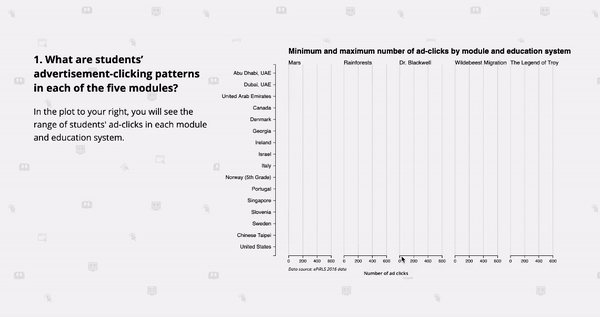 1. What are students'
advertisement-clicking patterns
in each of the five modules?
In the plot to your right, you will see the
range of students' ad-clicks in each module
and education system.
Minimum and maximum number of ad-clicks by module and education system
Mars Rainforests Dr. Blackwell Wildebeest Migration The Legend of Troy
Abu Dhabi, UAE
Dubai, UAE
United Arab Emirates
Canada
Denmark
Georgia
Ireland
Israel
Italy
Norway (5th Grade)
Portugal
Singapore
Slovenia
Sweden
Chinese Taipei
United States
0 200 400 600 0 200 400 600 0 200 400 600 0 200 400 600 0 200 400 600
Data source: ePIRLS 2016 data
Number of ad clicks